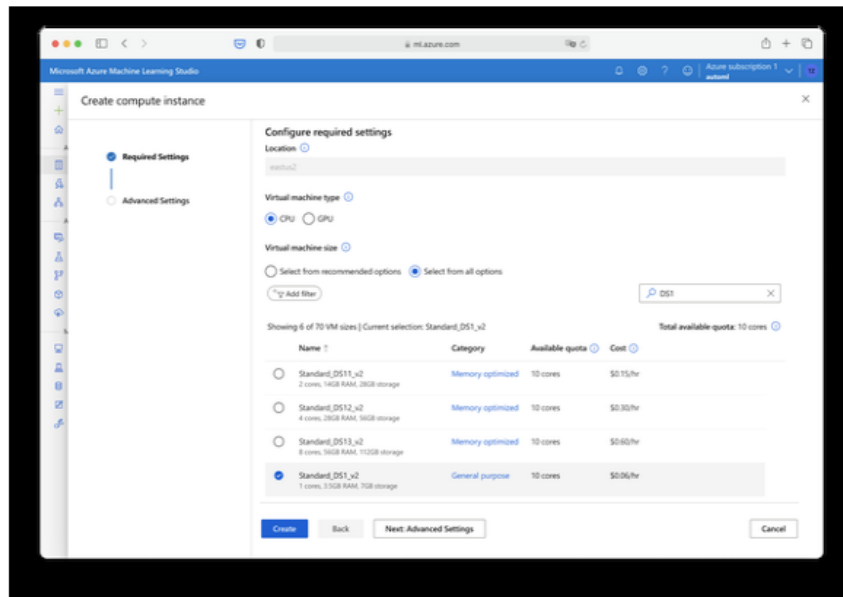 ml.azure.com
Microsoft Azure Machine Learning Studio
Azure subscription 1
automl
Create compute instance
Required Settings
Advanced Settings
Configure required settings
Location
eastus2
Virtual machine type
CPU GPU
Virtual machine size
Select from recommended options Select from all options
Add filter
DS1
Showing 6 of 70 VM sizes | Current selection: Standard_DS1_v2 Total available quota: 10 cores
Name ↑ Category Available quota Cost
Standard_DS11_v2 Memory optimized 10 cores $0.15/hr
2 cores, 14GB RAM, 28GB storage
Standard_DS12_v2 Memory optimized 10 cores $0.30/hr
4 cores, 28GB RAM, 56GB storage
Standard_DS13_v2 Memory optimized 10 cores $0.60/hr
8 cores, 56GB RAM, 112GB storage
Standard_DS1_v2 General purpose 10 cores $0.06/hr
1 cores, 3.5GB RAM, 7GB storage
Create Back Next: Advanced Settings Cancel